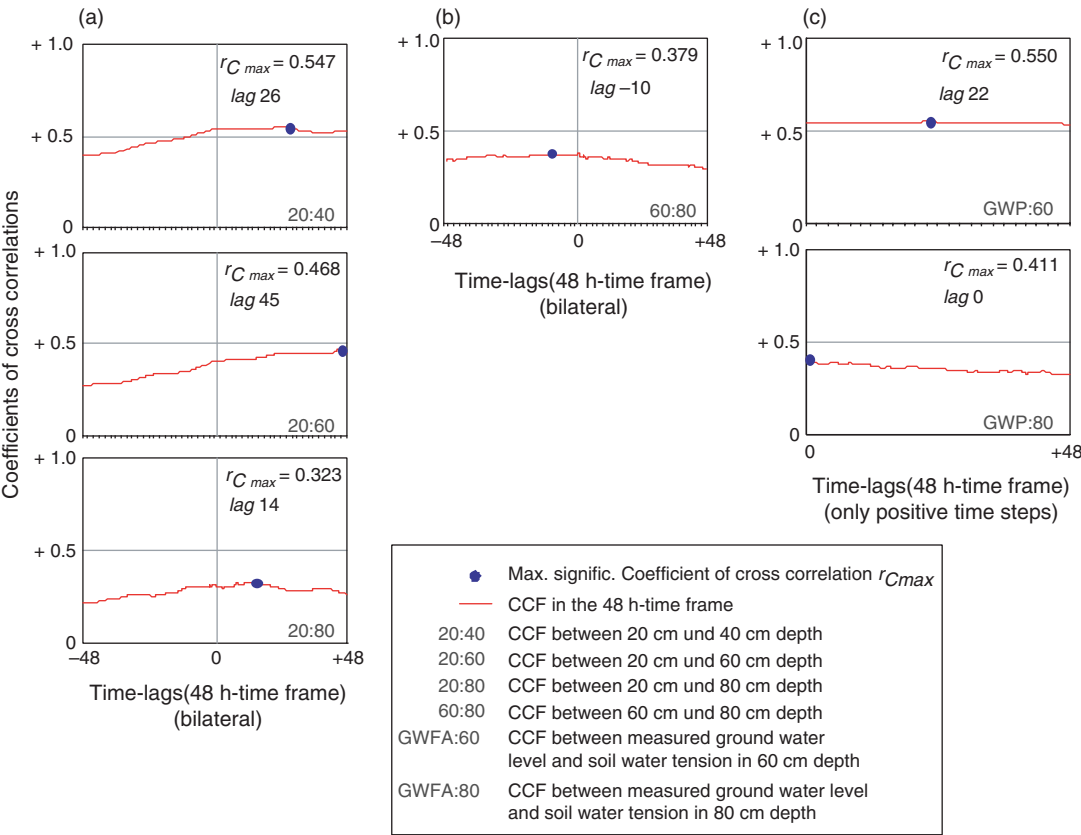 (a)
+ 1.0
r_C max = 0.547
lag 26
+ 0.5
0
20:40
+ 1.0
r_C max = 0.468
lag 45
+ 0.5
0
20:60
+ 1.0
r_C max = 0.323
lag 14
+ 0.5
0
20:80
–48 0 +48
Time-lags(48 h-time frame)
(bilateral)
Coefficients of cross correlations
(b)
+ 1.0
r_C max = 0.379
lag –10
+ 0.5
0
60:80
–48 0 +48
Time-lags(48 h-time frame)
(bilateral)
(c)
+ 1.0
r_C max = 0.550
lag 22
+ 0.5
0
GWP:60
+ 1.0
r_C max = 0.411
lag 0
+ 0.5
0
GWP:80
0 +48
Time-lags(48 h-time frame)
(only positive time steps)
Max. signific. Coefficient of cross correlation r_Cmax
CCF in the 48 h-time frame
20:40 CCF between 20 cm und 40 cm depth
20:60 CCF between 20 cm und 60 cm depth
20:80 CCF between 20 cm und 80 cm depth
60:80 CCF between 60 cm und 80 cm depth
GWFA:60 CCF between measured ground water
level and soil water tension in 60 cm depth
GWFA:80 CCF between measured ground water level
and soil water tension in 80 cm depth